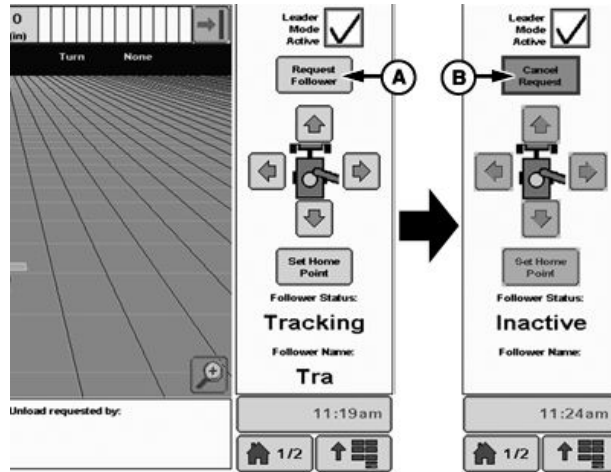 0
(in)
Turn None
Unload requested by:
Leader
Mode
Active
Request
Follower
A
Set Home
Point
Follower Status:
Tracking
Follower Name:
Tra
11:19am
1/2
Leader
Mode
Active
B
Cancel
Request
Set Home
Point
Follower Status:
Inactive
Follower Name:
11:24am
1/2